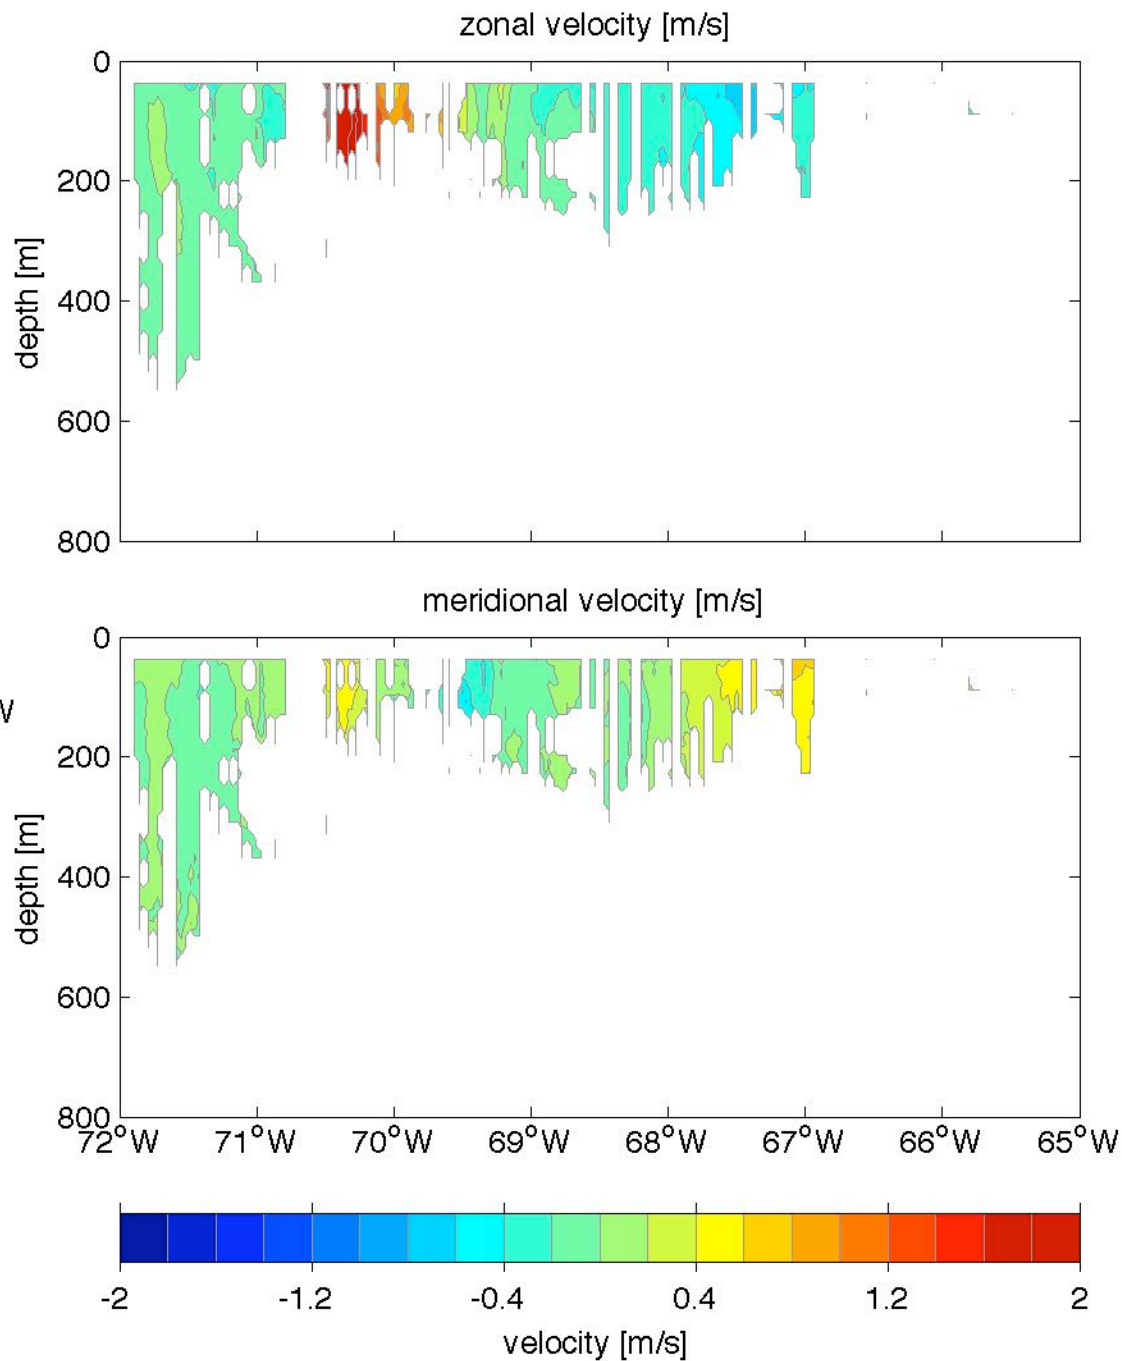 zonal velocity [m/s]
0
200
400
600
800
depth [m]
meridional velocity [m/s]
0
200
400
600
800
depth [m]
W
72°W 71°W 70°W 69°W 68°W 67°W 66°W 65°W
-2 -1.2 -0.4 0.4 1.2 2
velocity [m/s]